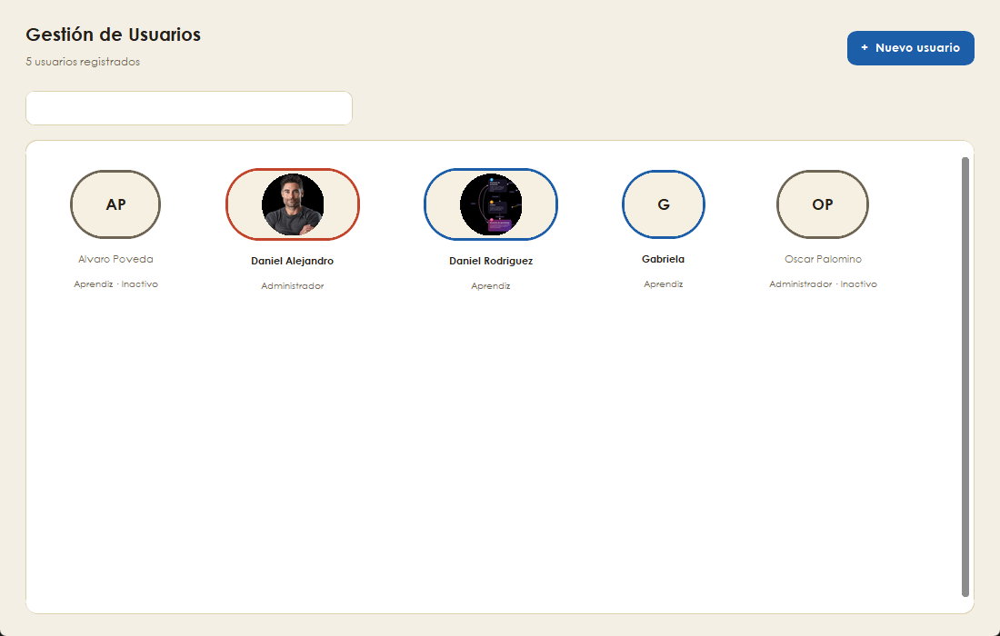 Gestión de Usuarios
5 usuarios registrados
+ Nuevo usuario
AP
G
OP
Alvaro Poveda
Daniel Alejandro
Daniel Rodriguez
Gabriela
Oscar Palomino
Aprendiz · Inactivo
Administrador
Aprendiz
Aprendiz
Administrador · Inactivo